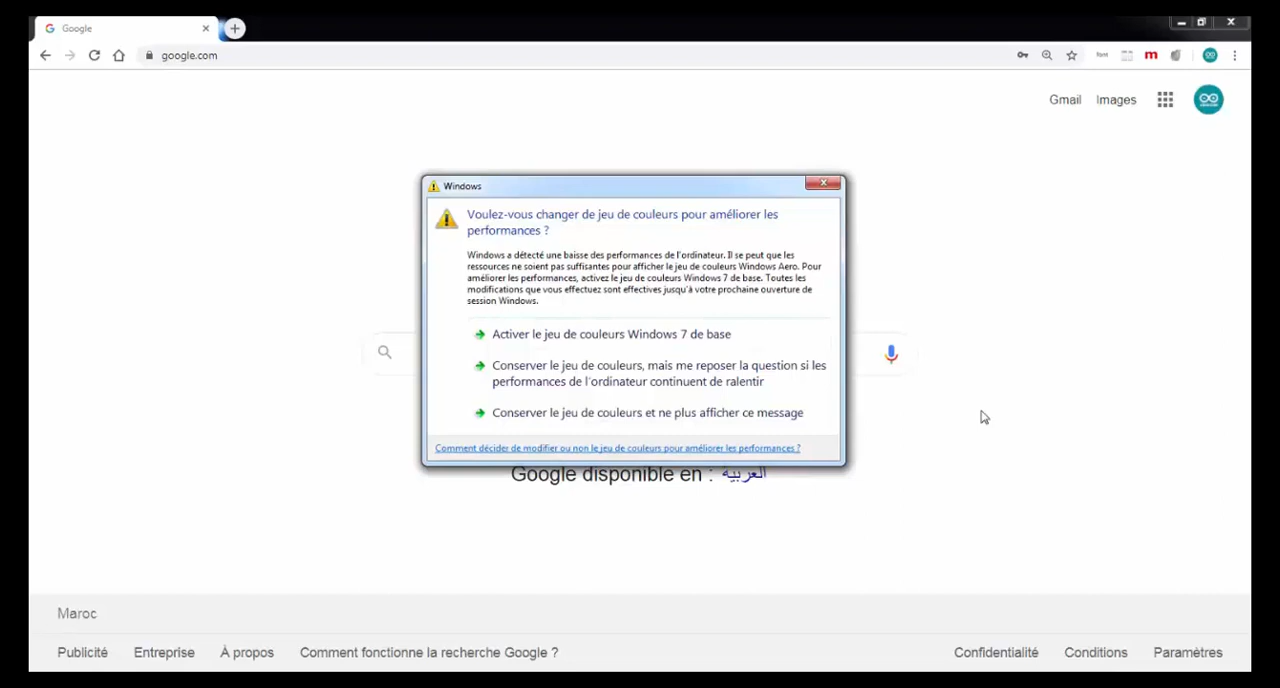 Google
google.com
Gmail
Images
Windows
Voulez-vous changer de jeu de couleurs pour améliorer les
performances ?
Windows a détecté une baisse des performances de l'ordinateur. Il se peut que les
ressources ne soient pas suffisantes pour afficher le jeu de couleurs Windows Aero. Pour
améliorer les performances, activez le jeu de couleurs Windows 7 de base. Toutes les
modifications que vous effectuez sont effectives jusqu'à votre prochaine ouverture de
session Windows.
Activer le jeu de couleurs Windows 7 de base
Conserver le jeu de couleurs, mais me reposer la question si les
performances de l'ordinateur continuent de ralentir
Conserver le jeu de couleurs et ne plus afficher ce message
Comment décider de modifier ou non le jeu de couleurs pour améliorer les performances ?
Google disponible en : العربية
Maroc
Publicité
Entreprise
À propos
Comment fonctionne la recherche Google ?
Confidentialité
Conditions
Paramètres